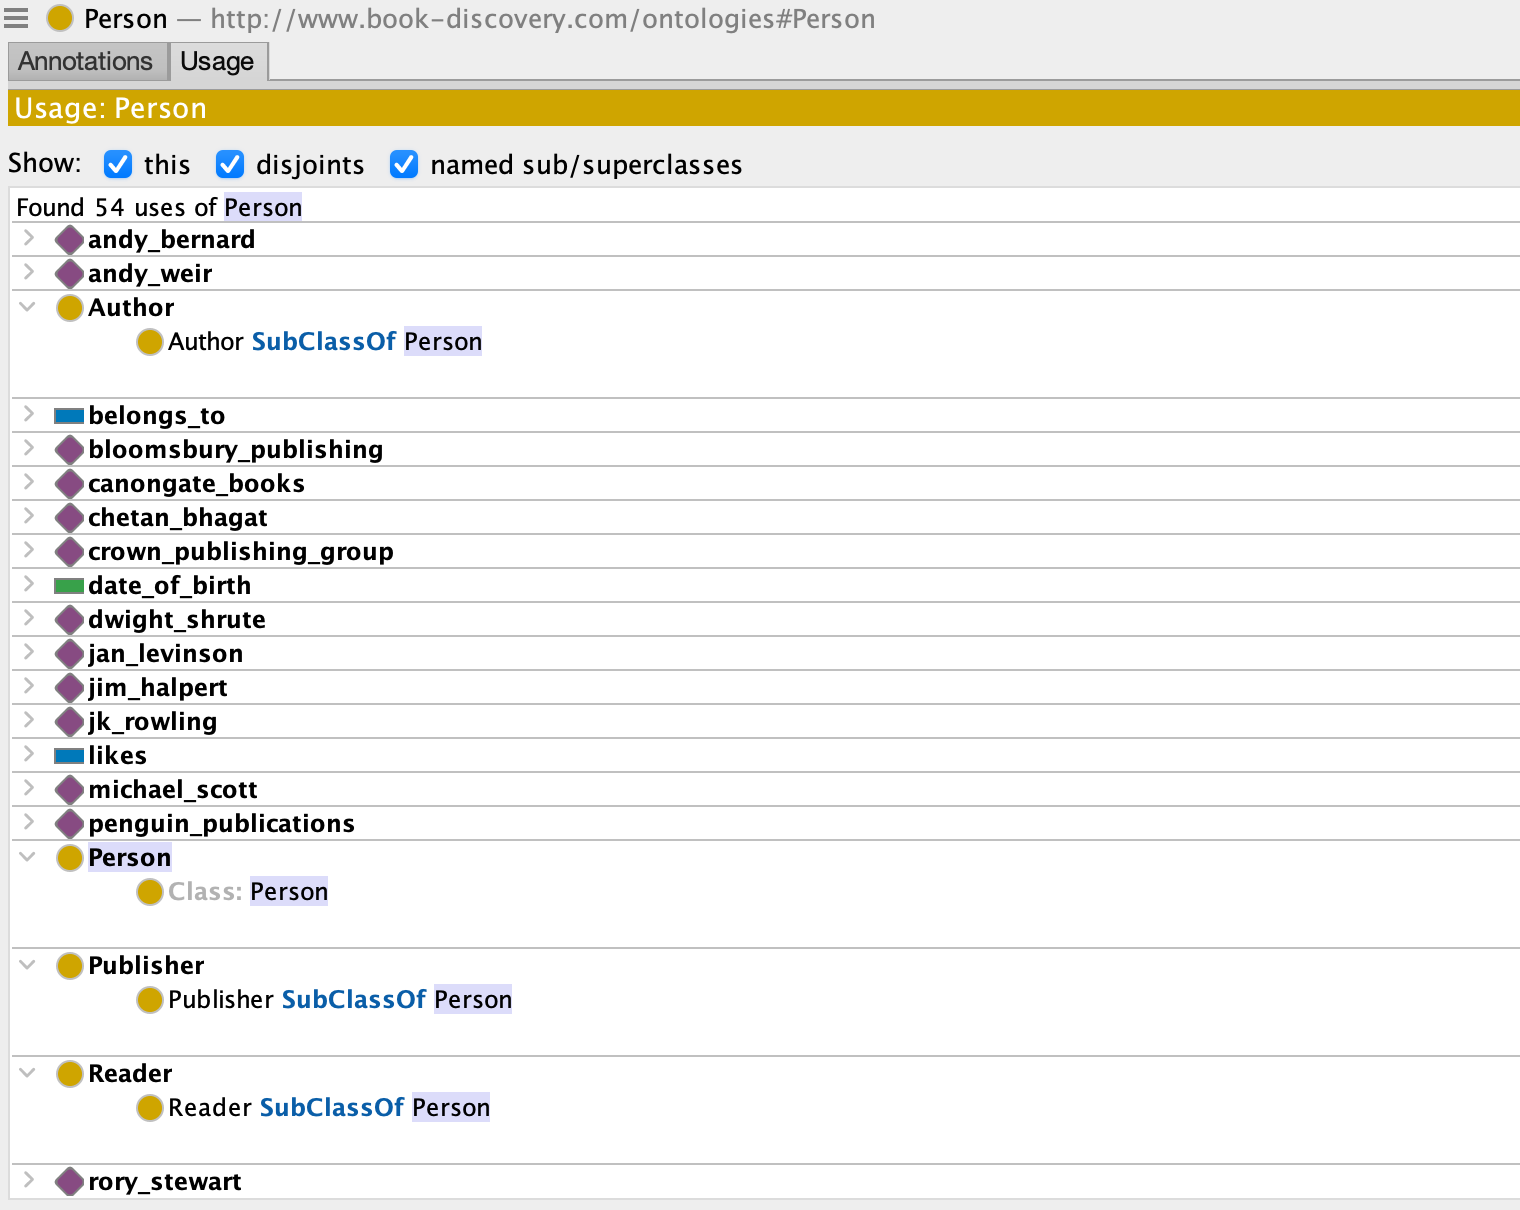 Person — http://www.book-discovery.com/ontologies#Person
Annotations Usage
Usage: Person
Show: this disjoints named sub/superclasses
Found 54 uses of Person
andy_bernard
andy_weir
Author
Author SubClassOf Person
belongs_to
bloomsbury_publishing
canongate_books
chetan_bhagat
crown_publishing_group
date_of_birth
dwight_shrute
jan_levinson
jim_halpert
jk_rowling
likes
michael_scott
penguin_publications
Person
Class: Person
Publisher
Publisher SubClassOf Person
Reader
Reader SubClassOf Person
rory_stewart